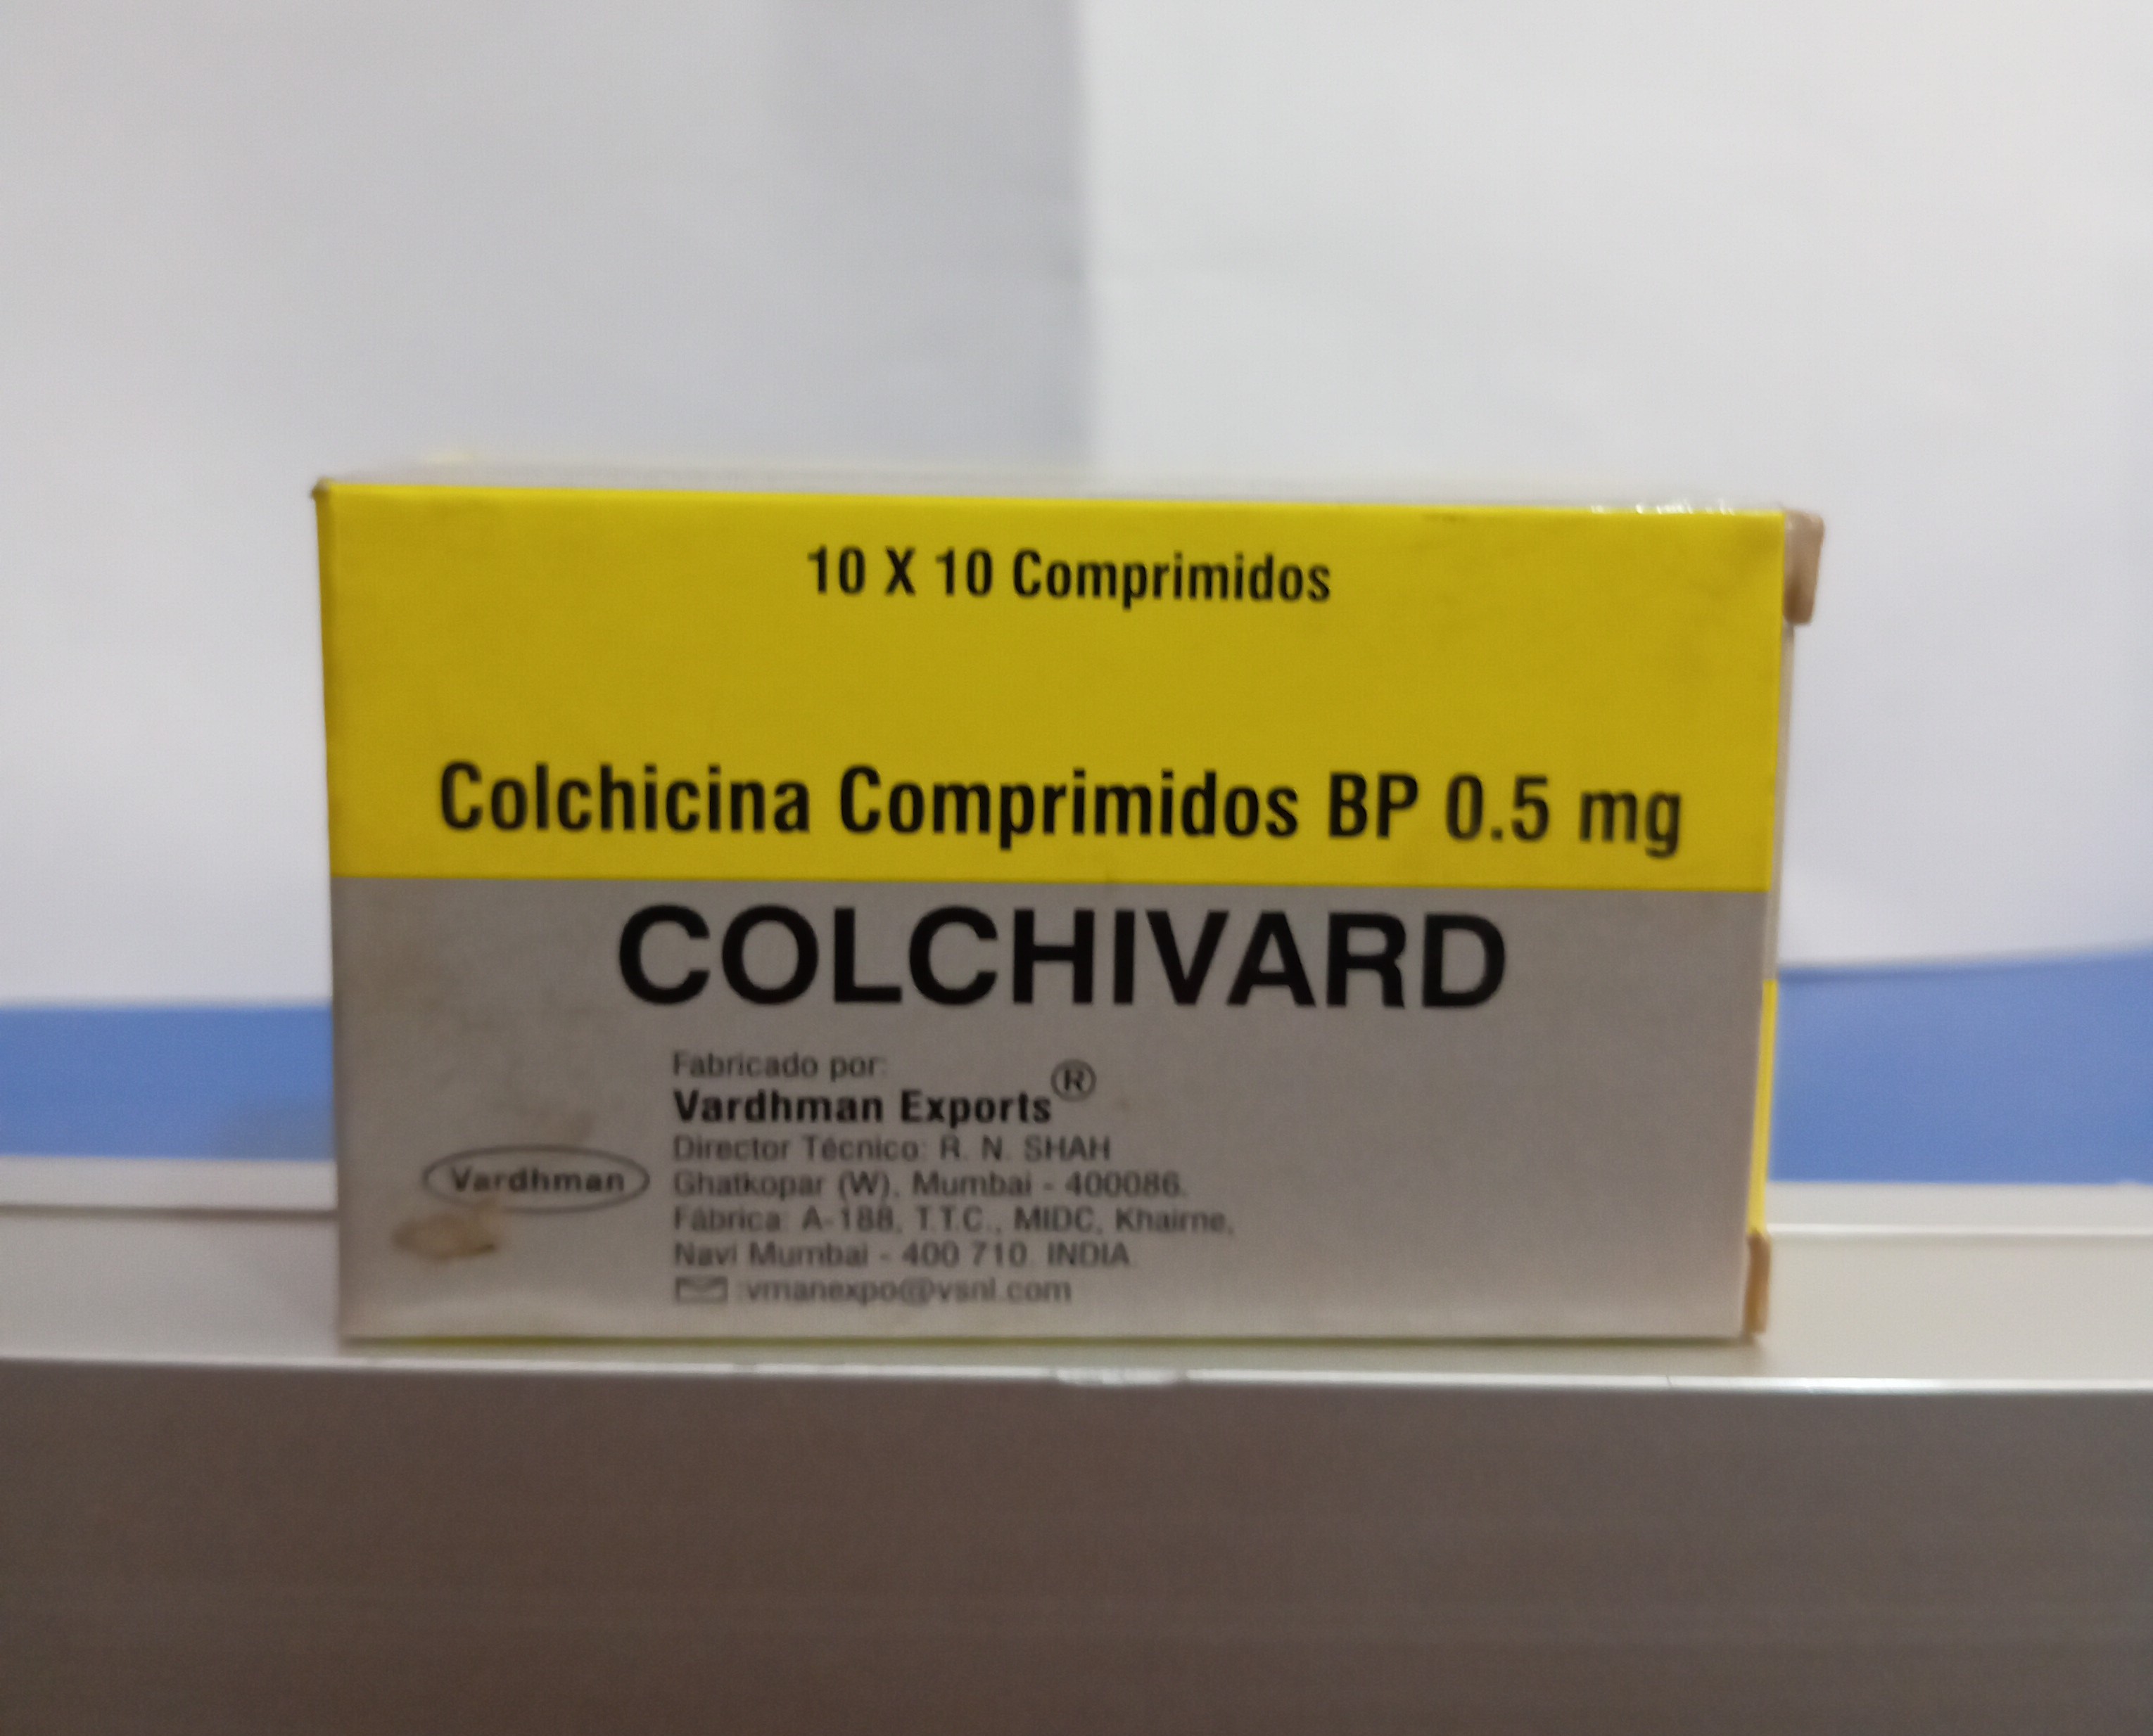 10 X 10 Comprimidos
Colchicina Comprimidos BP 0.5 mg
COLCHIVARD
Fabricado por:
Vardhman Exports®
Director Técnico: R. N. SHAH
Vardhman
Ghatkopar (W), Mumbai - 400086.
Fábrica: A-188, T.T.C., MIDC, Khairne,
Navi Mumbai - 400 710. INDIA.
:vmanexpo@vsnl.com